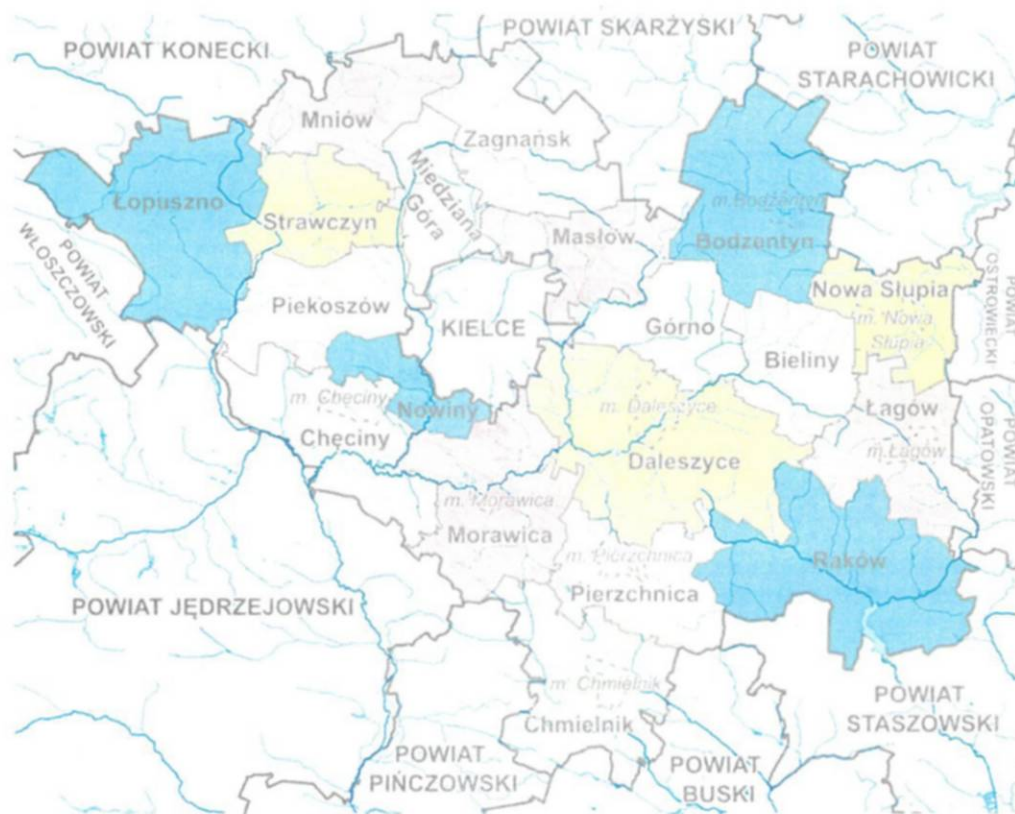 POWIAT SKARŻYSKI
POWIAT KONECKI
POWIAT
STARACHOWICKI
Mniów
Zagnańsk
Miedziana
Góra
Łopuszno
m.Bodzentyn
Strawczyn
Masłów
Bodzentyn
POWIAT
WŁOSZCZOWSKI
POWIAT
OSTROWIECKI
Nowa Słupia
m. Nowa
Słupia
Piekoszów
KIELCE
Górno
Bieliny
m. Chęciny
Nowiny
m. Daleszyce
Łagów
Chęciny
POWIAT
OPATOWSKI
m.Łagów
Daleszyce
m. Morawica
Morawica
m. Pierzchnica
Raków
Pierzchnica
POWIAT JĘDRZEJOWSKI
m. Chmielnik
Chmielnik
POWIAT
STASZOWSKI
POWIAT
PIŃCZOWSKI
POWIAT
BUSKI